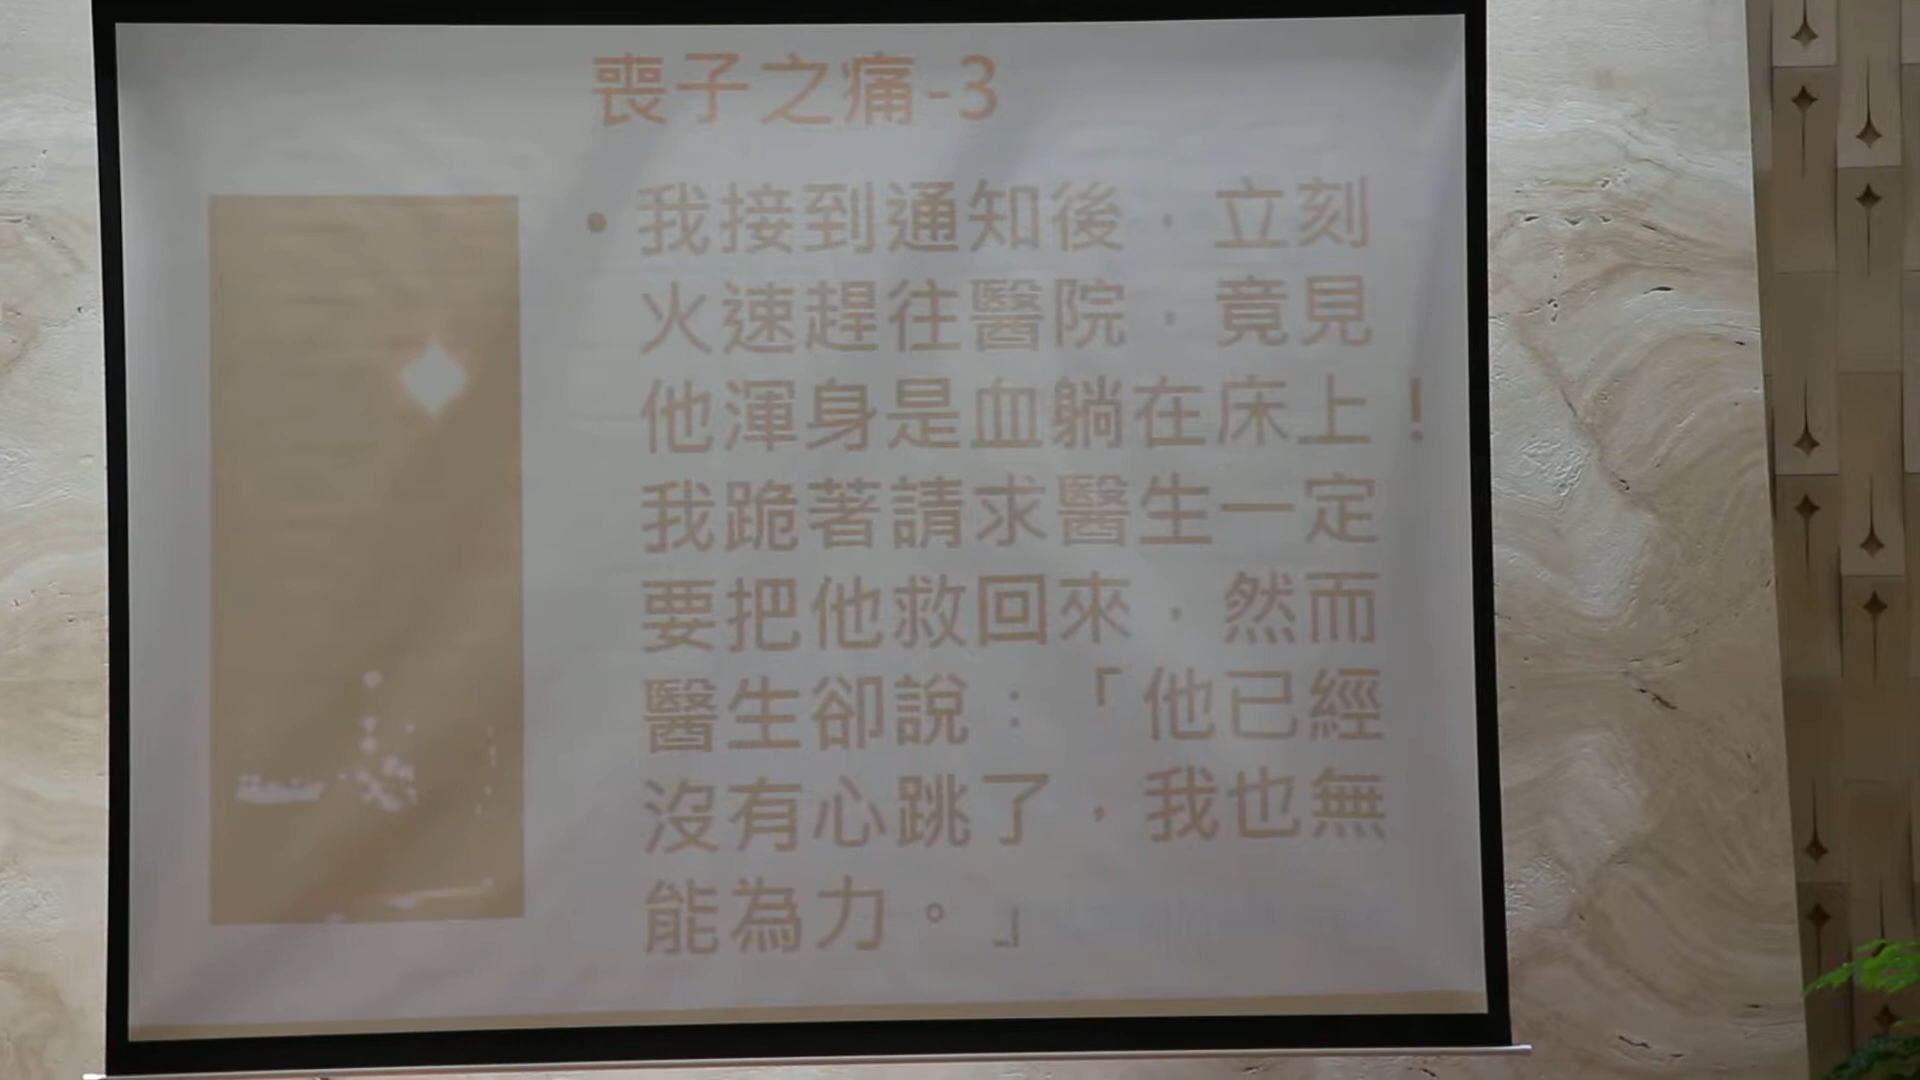 喪子之痛-3
•我接到通知後，立刻
火速趕往醫院，竟見
他渾身是血躺在床上！
我跪著請求醫生一定
要把他救回來，然而
醫生卻說：「他已經
沒有心跳了，我也無
能為力。」